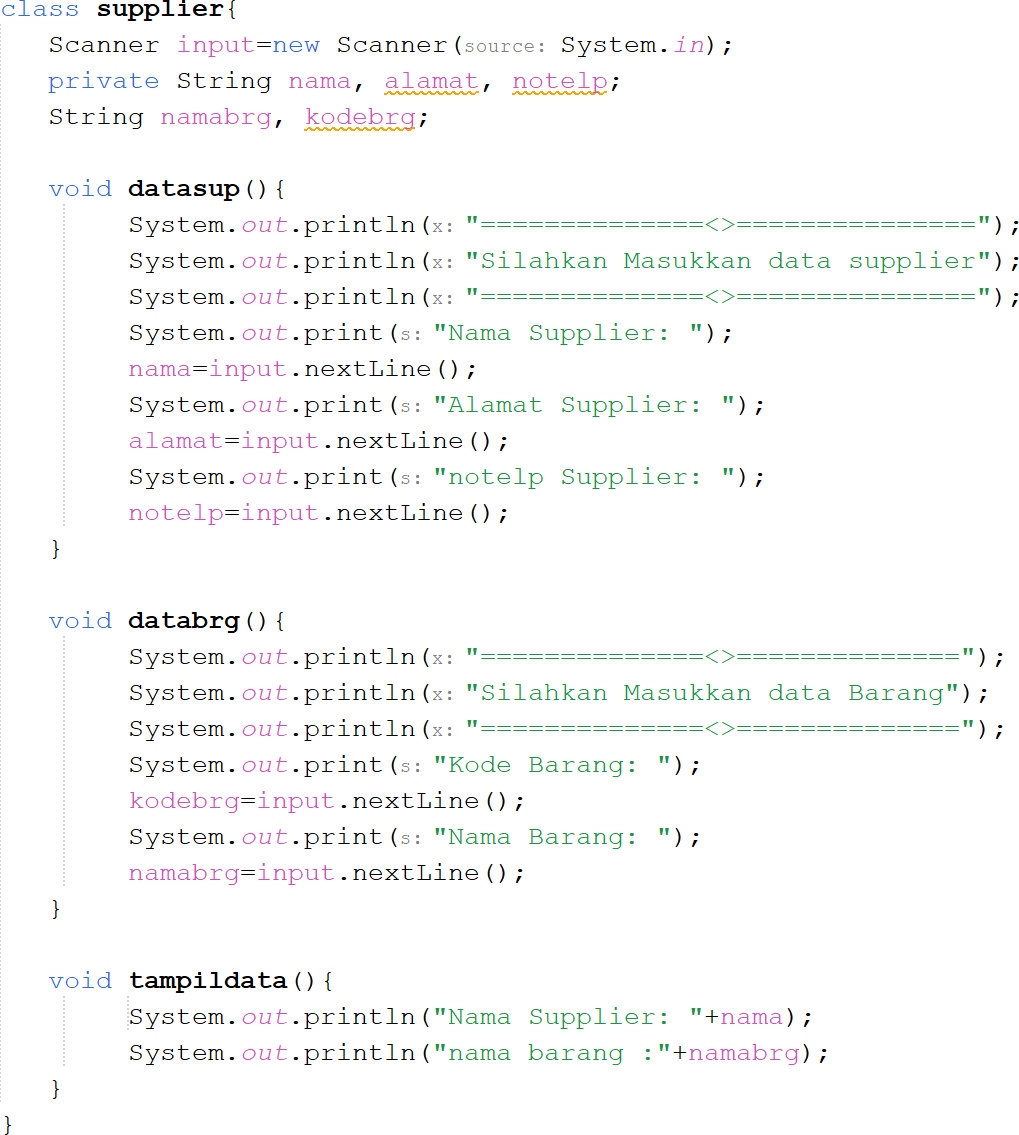 class supplier{
Scanner input=new Scanner(source: System.in);
private String nama, alamat, notelp;
String namabrg, kodebrg;
void datasup(){
System.out.println(x: "==============<>===============");
System.out.println(x: "Silahkan Masukkan data supplier");
System.out.println(x: "==============<>===============");
System.out.print(s: "Nama Supplier: ");
nama=input.nextLine();
System.out.print(s: "Alamat Supplier: ");
alamat=input.nextLine();
System.out.print(s: "notelp Supplier: ");
notelp=input.nextLine();
}
void databrg(){
System.out.println(x: "==============<>==============");
System.out.println(x: "Silahkan Masukkan data Barang");
System.out.println(x: "==============<>==============");
System.out.print(s: "Kode Barang: ");
kodebrg=input.nextLine();
System.out.print(s: "Nama Barang: ");
namabrg=input.nextLine();
}
void tampildata(){
System.out.println("Nama Supplier: "+nama);
System.out.println("nama barang :"+namabrg);
}
}